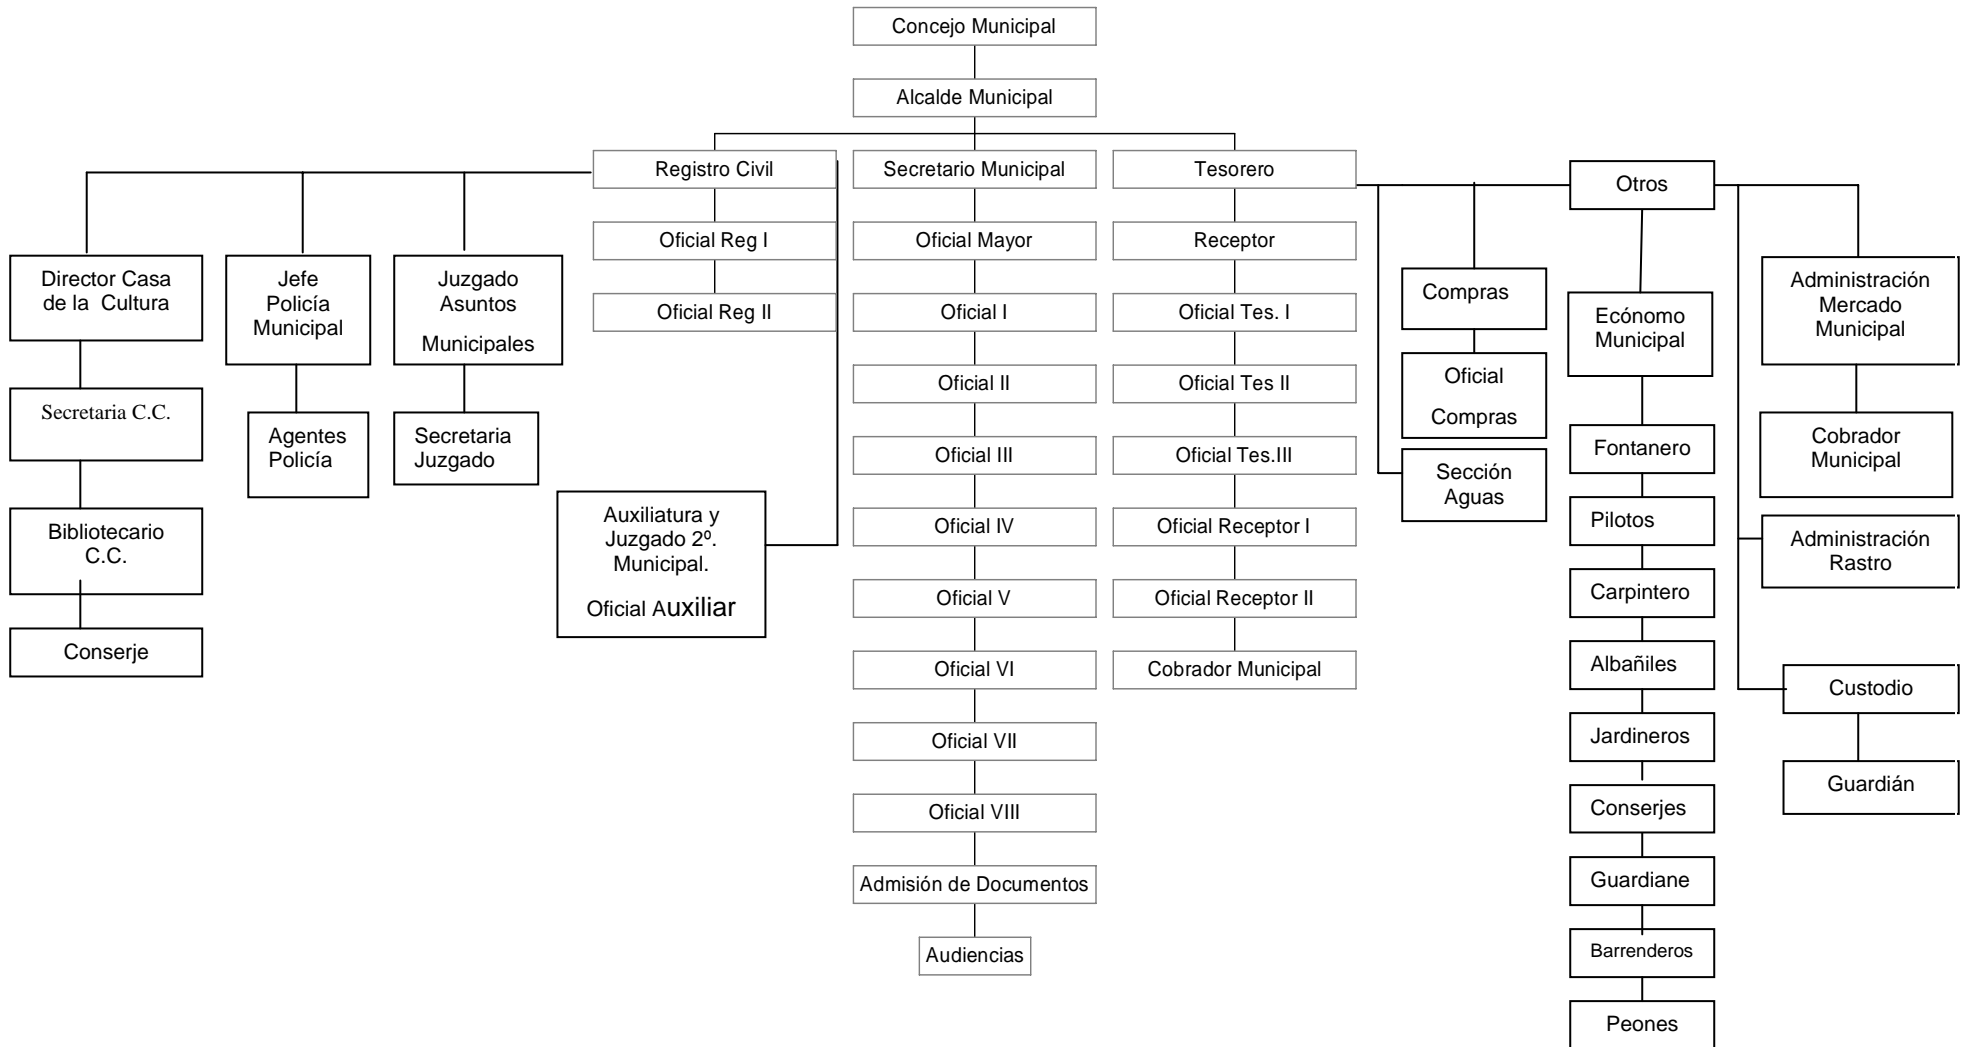 Concejo Municipal
Alcalde Municipal
Registro Civil
Secretario Municipal
Tesorero
Otros
Oficial Reg I
Oficial Mayor
Receptor
Director Casa
de la Cultura
Jefe
Policía
Municipal
Juzgado
Asuntos
Municipales
Oficial Reg II
Oficial I
Oficial Tes. I
Compras
Ecónomo
Municipal
Administración
Mercado
Municipal
Oficial II
Oficial Tes II
Oficial
Compras
Secretaria C.C.
Agentes
Policía
Secretaria
Juzgado
Oficial III
Oficial Tes.III
Sección
Aguas
Fontanero
Cobrador
Municipal
Bibliotecario
C.C.
Auxiliatura y
Juzgado 2º.
Municipal.
Oficial Auxiliar
Oficial IV
Oficial Receptor I
Pilotos
Administración
Rastro
Oficial V
Oficial Receptor II
Carpintero
Conserje
Oficial VI
Cobrador Municipal
Albañiles
Custodio
Oficial VII
Jardineros
Guardián
Oficial VIII
Conserjes
Admisión de Documentos
Guardiane
Audiencias
Barrenderos
Peones